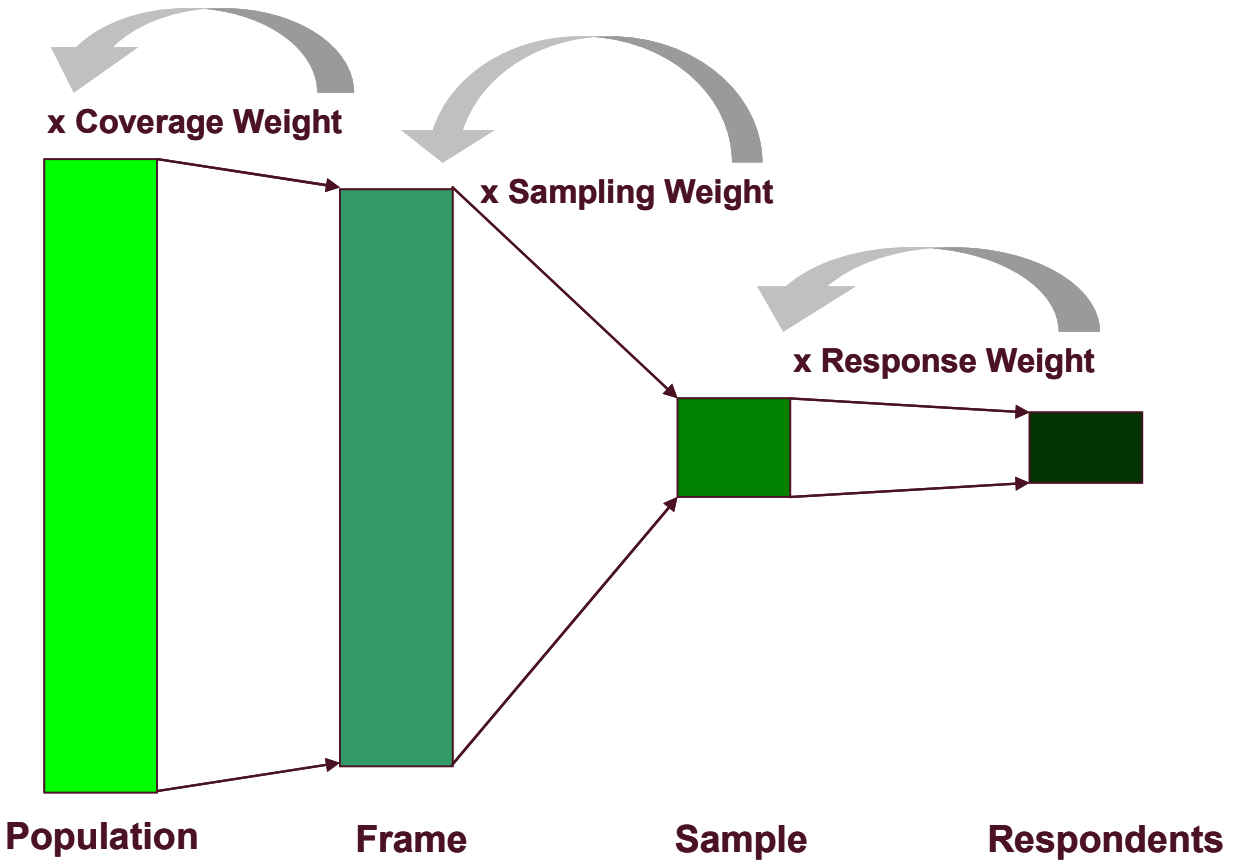 x Coverage Weight
x Sampling Weight
x Response Weight
Population
Frame
Sample
Respondents